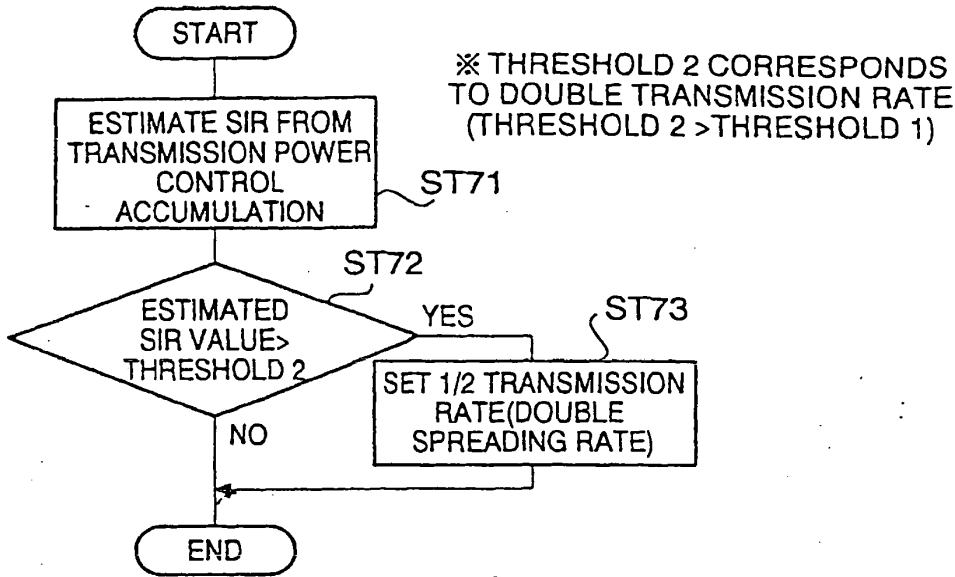 START
※ THRESHOLD 2 CORRESPONDS
TO DOUBLE TRANSMISSION RATE
(THRESHOLD 2 >THRESHOLD 1)
ESTIMATE SIR FROM
TRANSMISSION POWER
CONTROL
ACCUMULATION
ST71
ST72
ESTIMATED
SIR VALUE>
THRESHOLD 2
YES
ST73
SET 1/2 TRANSMISSION
RATE(DOUBLE
SPREADING RATE)
NO
END